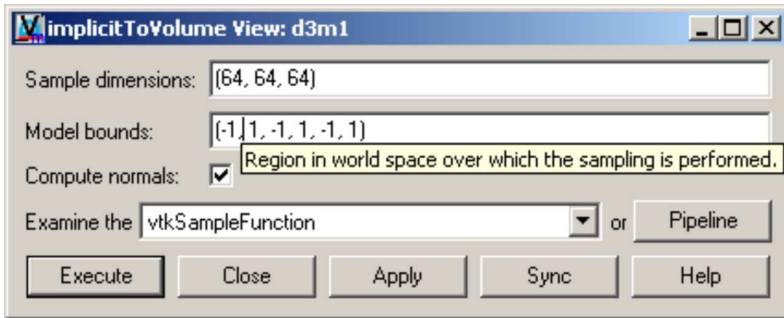 implicitToVolume View: d3m1
Sample dimensions: (64, 64, 64)
Model bounds: (-1, 1, -1, 1, -1, 1)
Region in world space over which the sampling is performed.
Compute normals:
Examine the vtkSampleFunction or Pipeline
Execute Close Apply Sync Help